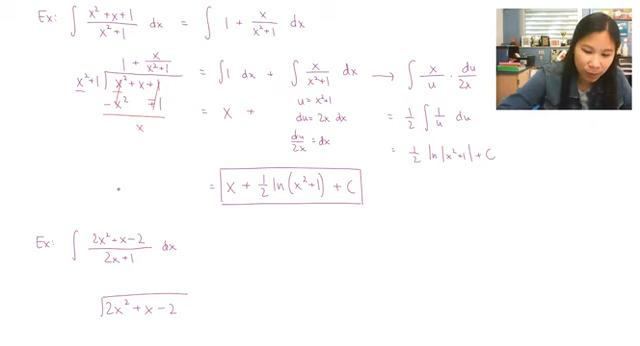 Ex: ∫ (x²+x+1)/(x²+1) dx = ∫ 1 + x/(x²+1) dx
1 + x/(x²+1)
x²+1 √(x²+x+1)
−x² +1
x
= ∫1 dx + ∫ x/(x²+1) dx → ∫ x/u · du/2x
u = x²+1
du = 2x dx
du/2x = dx
= x +
= 1/2 ∫ 1/u du
= 1/2 ln|x²+1| + C
= x + 1/2 ln(x²+1) + C
Ex: ∫ (2x²+x−2)/(2x+1) dx
√(2x²+x−2)